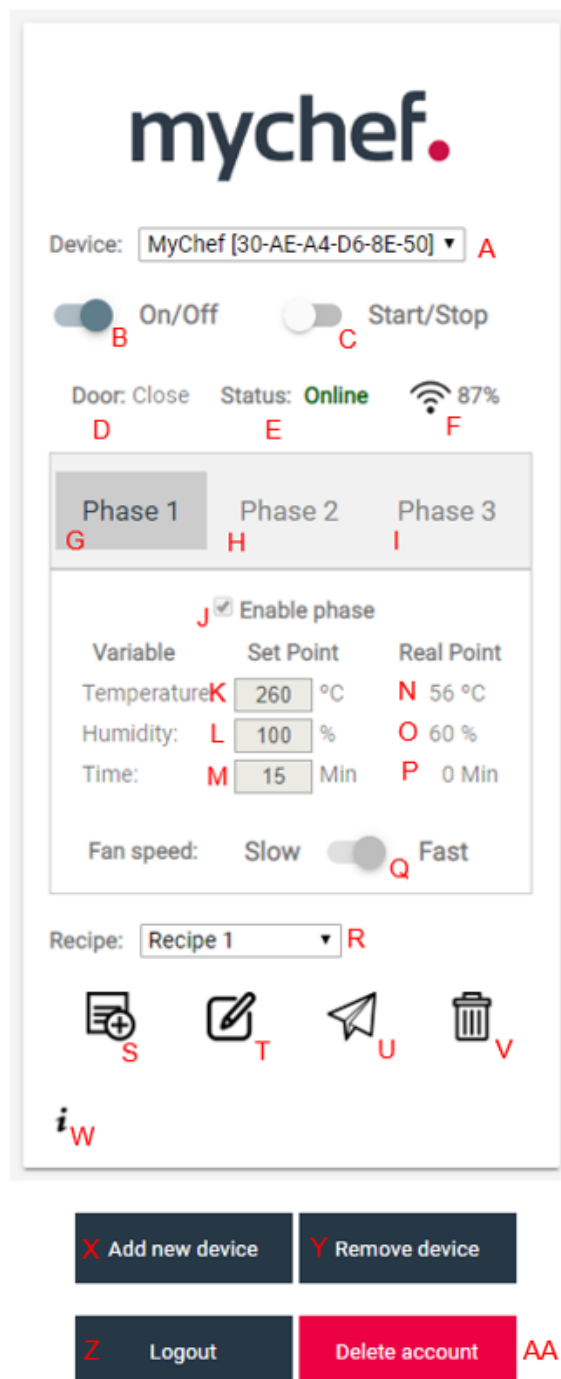 mychef.
Device: MyChef [30-AE-A4-D6-8E-50] ▼ A
On/Off Start/Stop
B C
Door: Close Status: Online 87%
D E F
Phase 1 Phase 2 Phase 3
G H I
J Enable phase
Variable Set Point Real Point
Temperature K 260 ºC N 56 ºC
Humidity: L 100 % O 60 %
Time: M 15 Min P 0 Min
Fan speed: Slow Q Fast
Recipe: Recipe 1 ▼ R
S T U V
i W
X Add new device Y Remove device
Z Logout Delete account AA